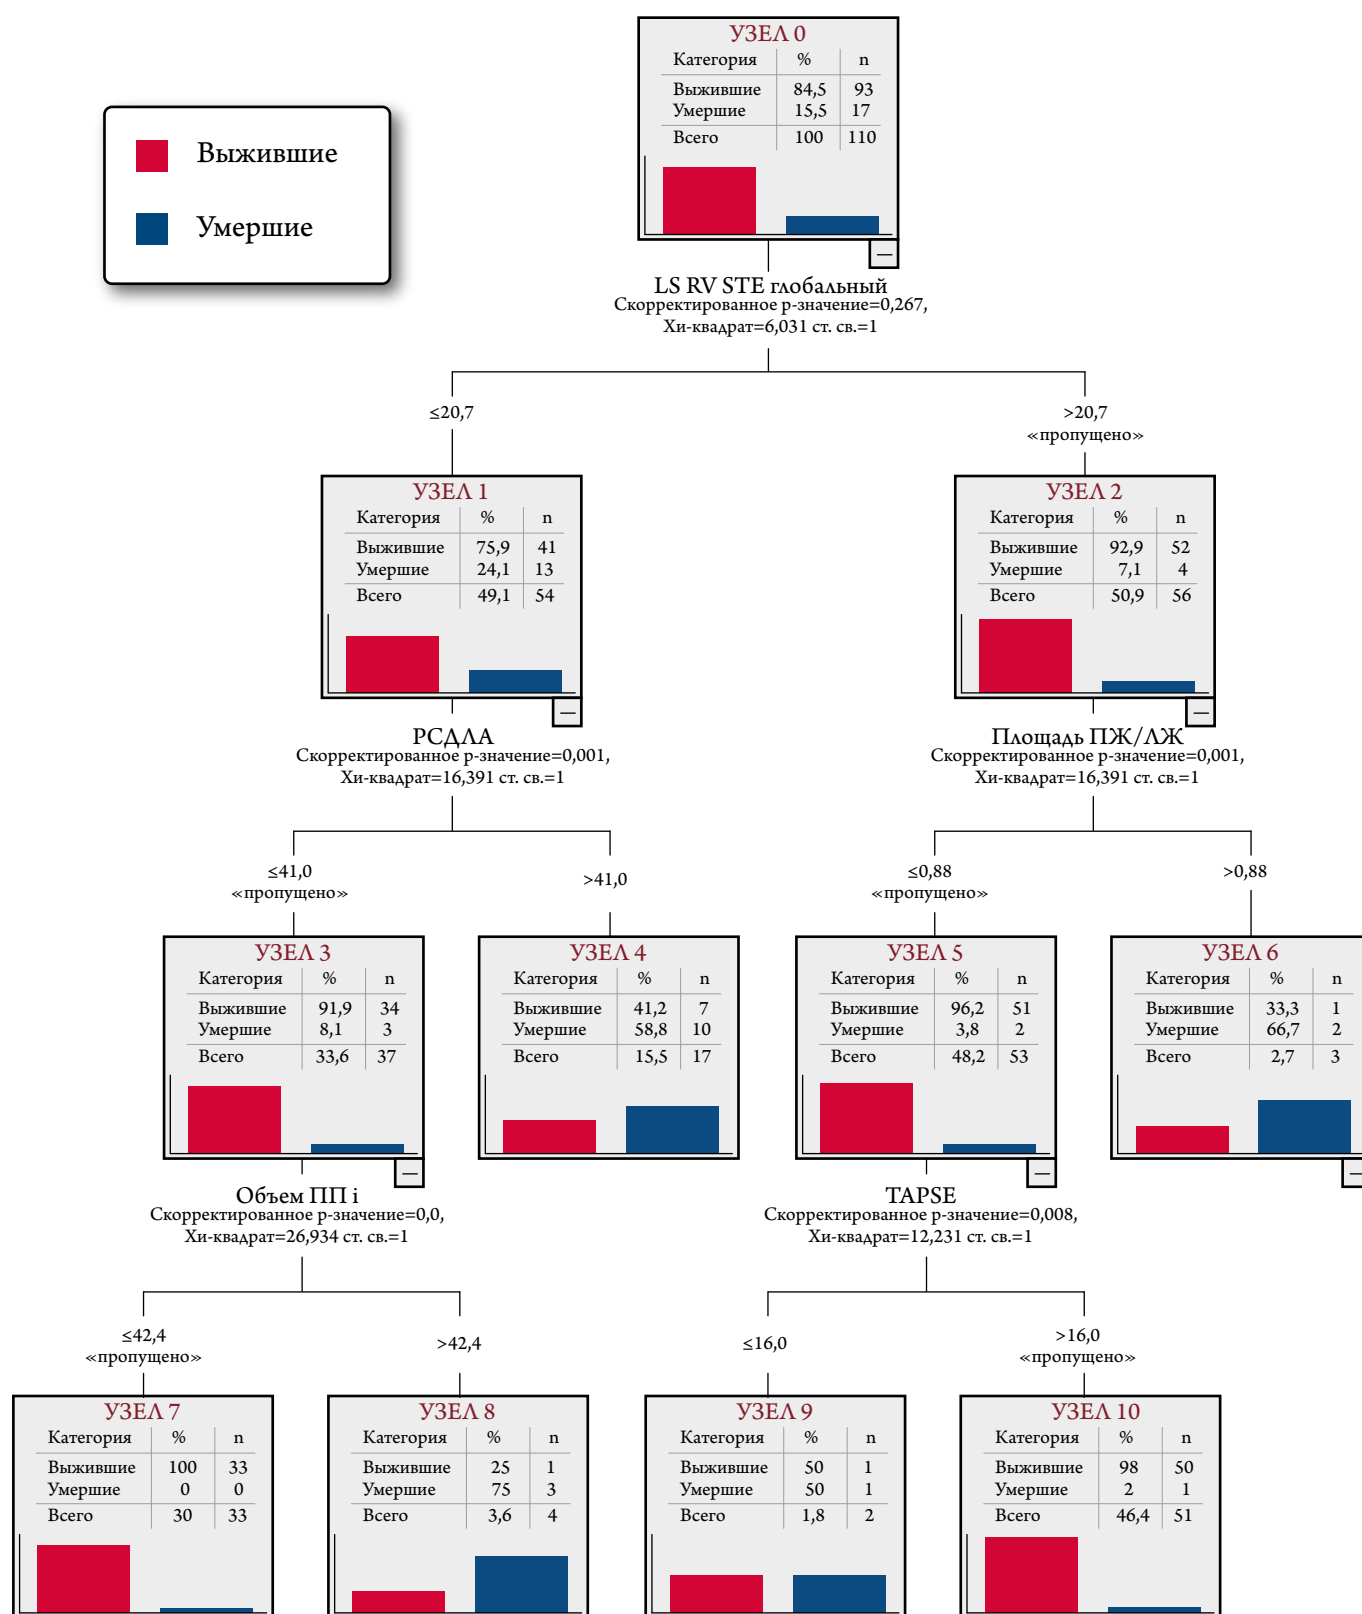 Выжившие
Умершие
УЗЕЛ 0
Категория % n
Выжившие 84,5 93
Умершие 15,5 17
Всего 100 110
—
LS RV STE глобальный
Скорректированное p-значение=0,267,
Хи-квадрат=6,031 ст. св.=1
≤20,7
>20,7
«пропущено»
УЗЕЛ 1
Категория % n
Выжившие 75,9 41
Умершие 24,1 13
Всего 49,1 54
—
РСДЛА
Скорректированное p-значение=0,001,
Хи-квадрат=16,391 ст. св.=1
УЗЕЛ 2
Категория % n
Выжившие 92,9 52
Умершие 7,1 4
Всего 50,9 56
—
Площадь ПЖ/ЛЖ
Скорректированное p-значение=0,001,
Хи-квадрат=16,391 ст. св.=1
≤41,0
«пропущено»
>41,0
≤0,88
«пропущено»
>0,88
УЗЕЛ 3
Категория % n
Выжившие 91,9 34
Умершие 8,1 3
Всего 33,6 37
—
УЗЕЛ 4
Категория % n
Выжившие 41,2 7
Умершие 58,8 10
Всего 15,5 17
УЗЕЛ 5
Категория % n
Выжившие 96,2 51
Умершие 3,8 2
Всего 48,2 53
—
УЗЕЛ 6
Категория % n
Выжившие 33,3 1
Умершие 66,7 2
Всего 2,7 3
—
Объем ПП i
Скорректированное p-значение=0,0,
Хи-квадрат=26,934 ст. св.=1
TAPSE
Скорректированное p-значение=0,008,
Хи-квадрат=12,231 ст. св.=1
≤42,4
«пропущено»
>42,4
≤16,0
>16,0
«пропущено»
УЗЕЛ 7
Категория % n
Выжившие 100 33
Умершие 0 0
Всего 30 33
УЗЕЛ 8
Категория % n
Выжившие 25 1
Умершие 75 3
Всего 3,6 4
УЗЕЛ 9
Категория % n
Выжившие 50 1
Умершие 50 1
Всего 1,8 2
УЗЕЛ 10
Категория % n
Выжившие 98 50
Умершие 2 1
Всего 46,4 51